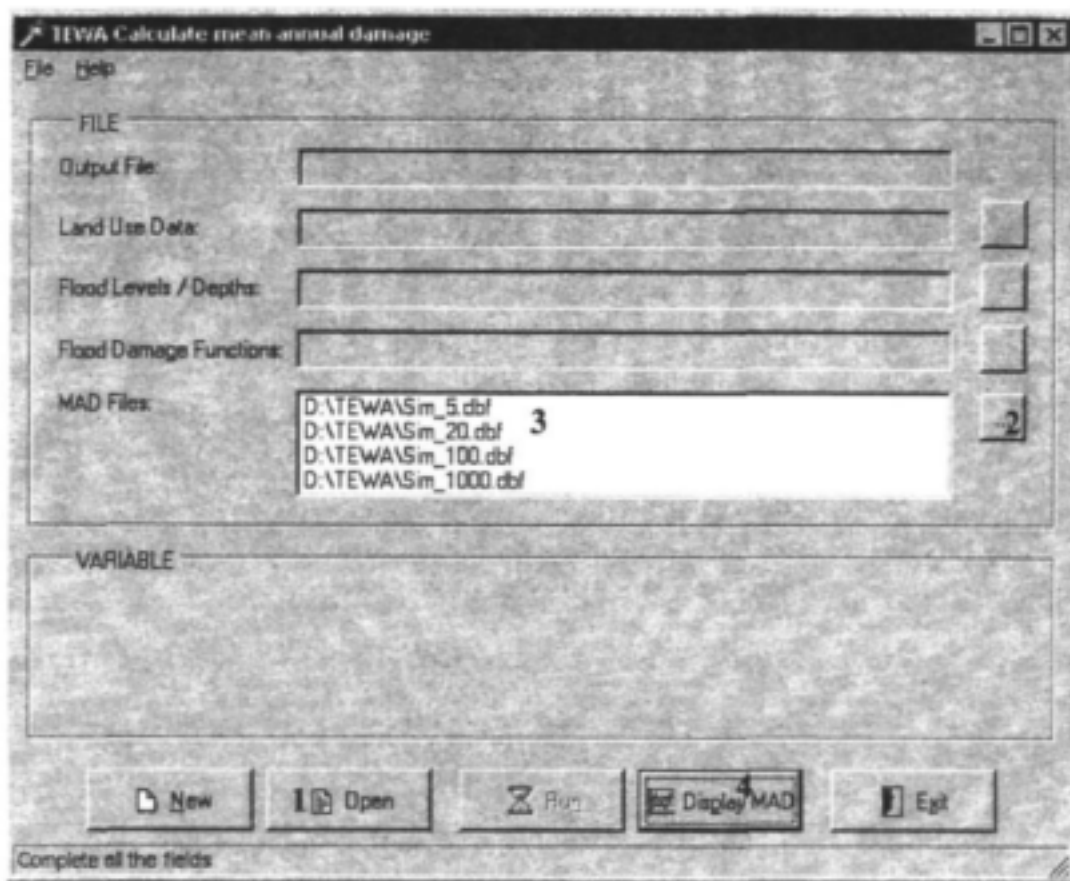 TEWA Calculate mean annual damage
File Help
FILE
Output File:
Land Use Data:
Flood Levels / Depths:
Flood Damage Functions:
MAD Files:
D:\TEWA\Sim_5.dbf
D:\TEWA\Sim_20.dbf
D:\TEWA\Sim_100.dbf
D:\TEWA\Sim_1000.dbf
3
2
VARIABLE
New
1 Open
Run
4 Display MAD
Exit
Complete all the fields